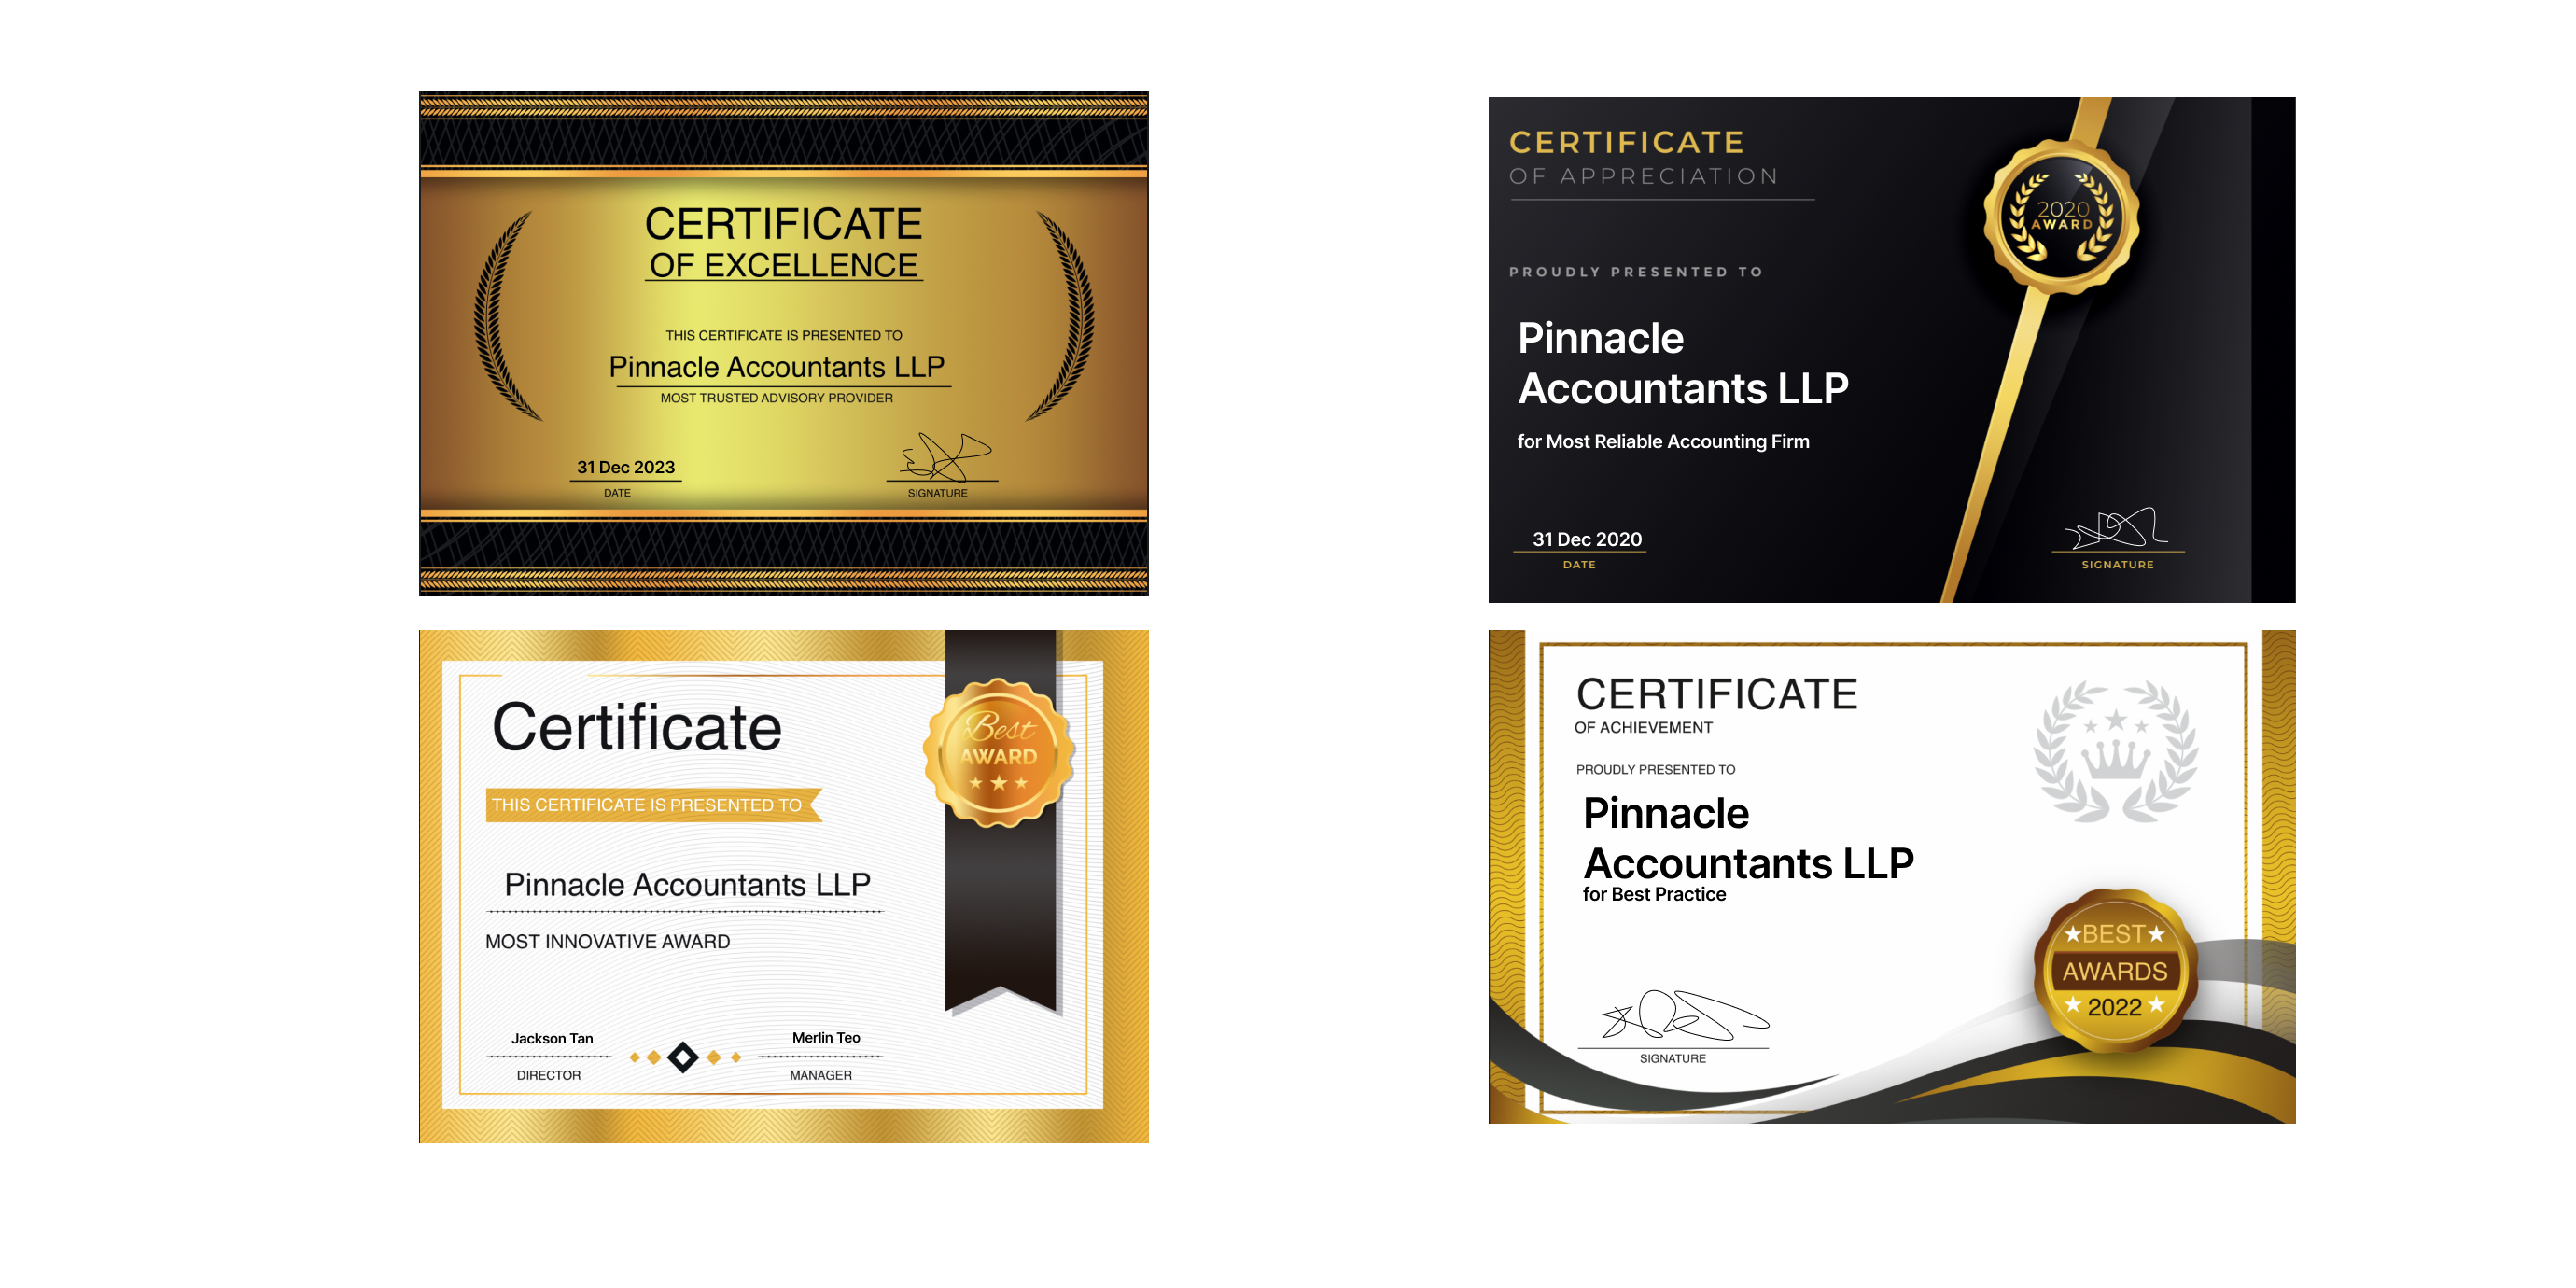 CERTIFICATE
OF EXCELLENCE
THIS CERTIFICATE IS PRESENTED TO
Pinnacle Accountants LLP
MOST TRUSTED ADVISORY PROVIDER
31 Dec 2023
DATE
SIGNATURE
CERTIFICATE
OF APPRECIATION
2020
AWARD
PROUDLY PRESENTED TO
Pinnacle
Accountants LLP
for Most Reliable Accounting Firm
31 Dec 2020
DATE
SIGNATURE
Certificate
Best
AWARD
THIS CERTIFICATE IS PRESENTED TO
Pinnacle Accountants LLP
MOST INNOVATIVE AWARD
Jackson Tan
DIRECTOR
Merlin Teo
MANAGER
CERTIFICATE
OF ACHIEVEMENT
PROUDLY PRESENTED TO
Pinnacle
Accountants LLP
for Best Practice
BEST
AWARDS
2022
SIGNATURE